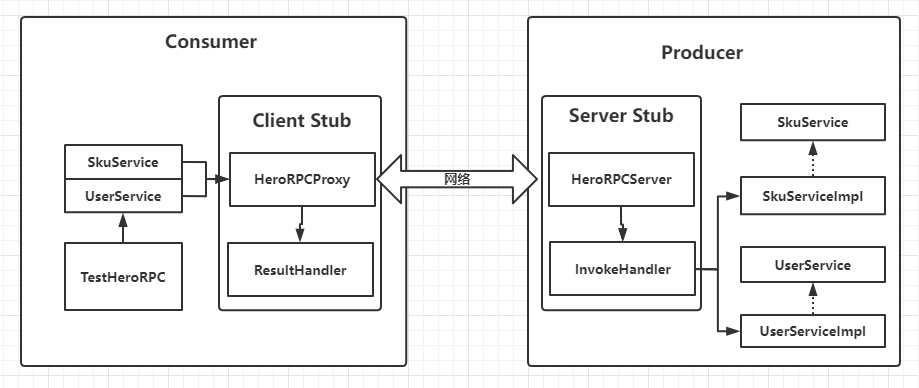 Consumer
Client Stub
SkuService
UserService
TestHeroRPC
HeroRPCProxy
ResultHandler
网络
Producer
Server Stub
HeroRPCServer
InvokeHandler
SkuService
SkuServiceImpl
UserService
UserServiceImpl